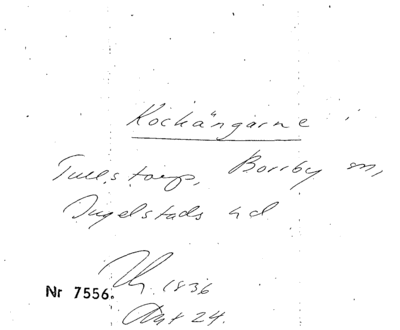 Kockängarne i
Tullstorp, Borrby sn,
Ingelstads hd
1836
Nr 7556.
Akt 24.